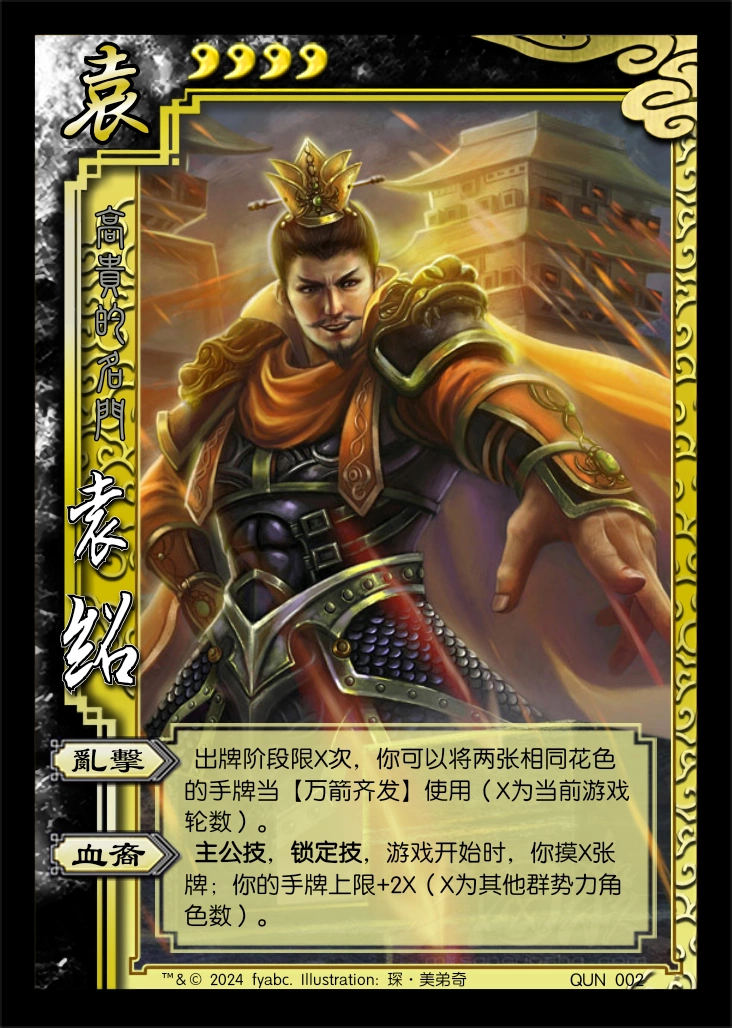 袁
高貴的名門
袁绍
亂擊
出牌阶段限X次，你可以将两张相同花色
的手牌当【万箭齐发】使用（X为当前游戏
轮数）。
血裔
主公技，锁定技，游戏开始时，你摸X张
牌；你的手牌上限+2X（X为其他群势力角
色数）。
™&© 2024 fyabc. Illustration: 琛·美弟奇
QUN 002